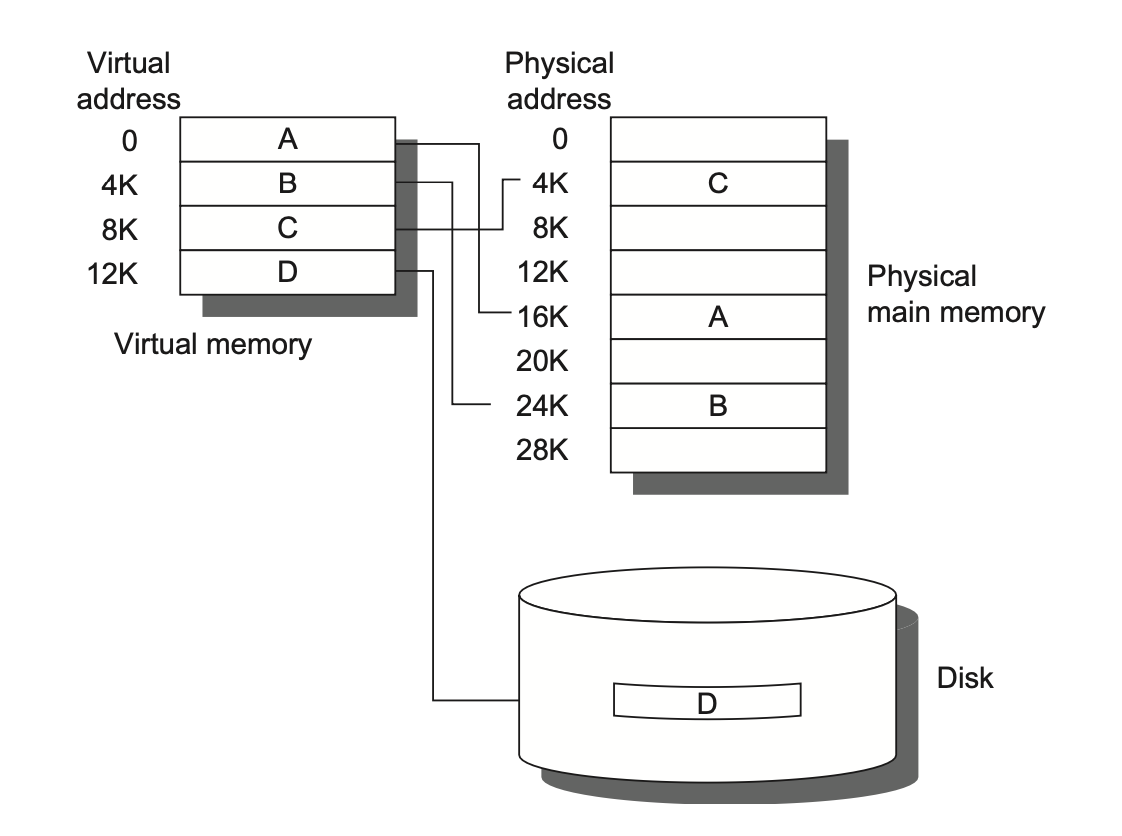 Virtual
address
0
4K
8K
12K
A
B
C
D
Virtual memory
Physical
address
0
4K
8K
12K
16K
20K
24K
28K
C
A
B
Physical
main memory
D
Disk